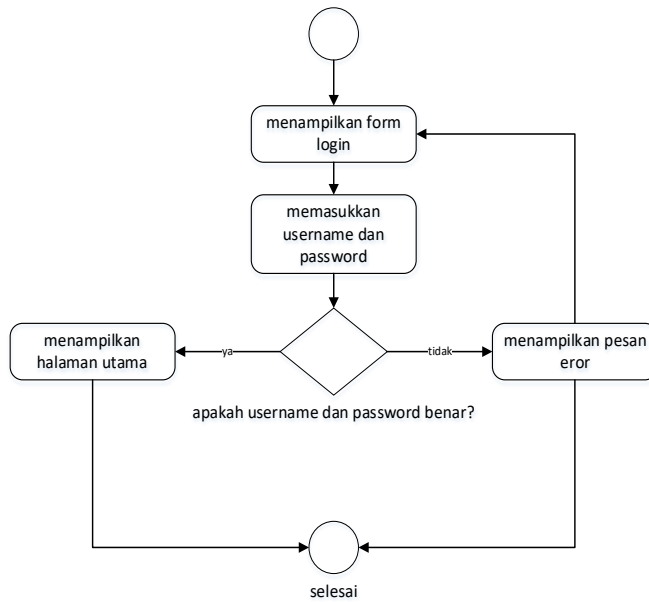 menampilkan form
login
memasukkan
username dan
password
menampilkan
halaman utama
ya
tidak
menampilkan pesan
eror
apakah username dan password benar?
selesai